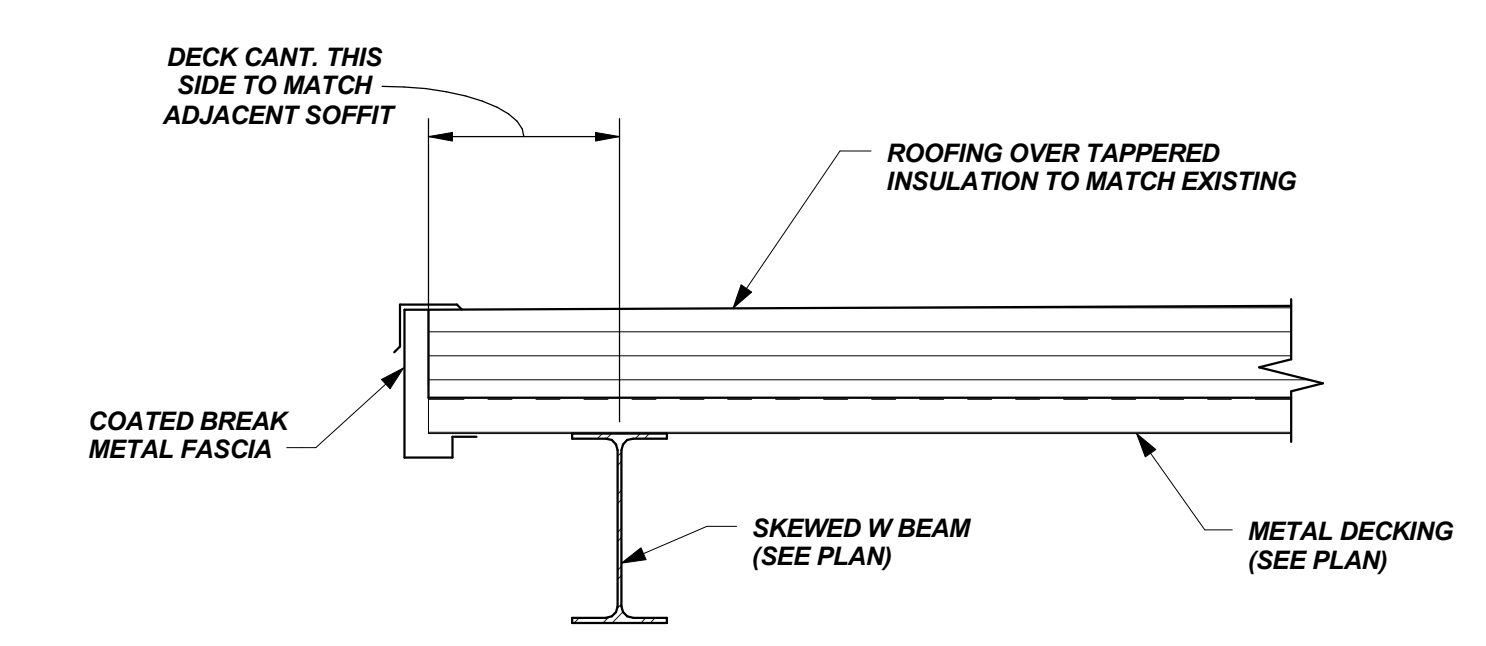 DECK CANT. THIS
SIDE TO MATCH
ADJACENT SOFFIT
ROOFING OVER TAPPERED
INSULATION TO MATCH EXISTING
COATED BREAK
METAL FASCIA
SKEWED W BEAM
(SEE PLAN)
METAL DECKING
(SEE PLAN)